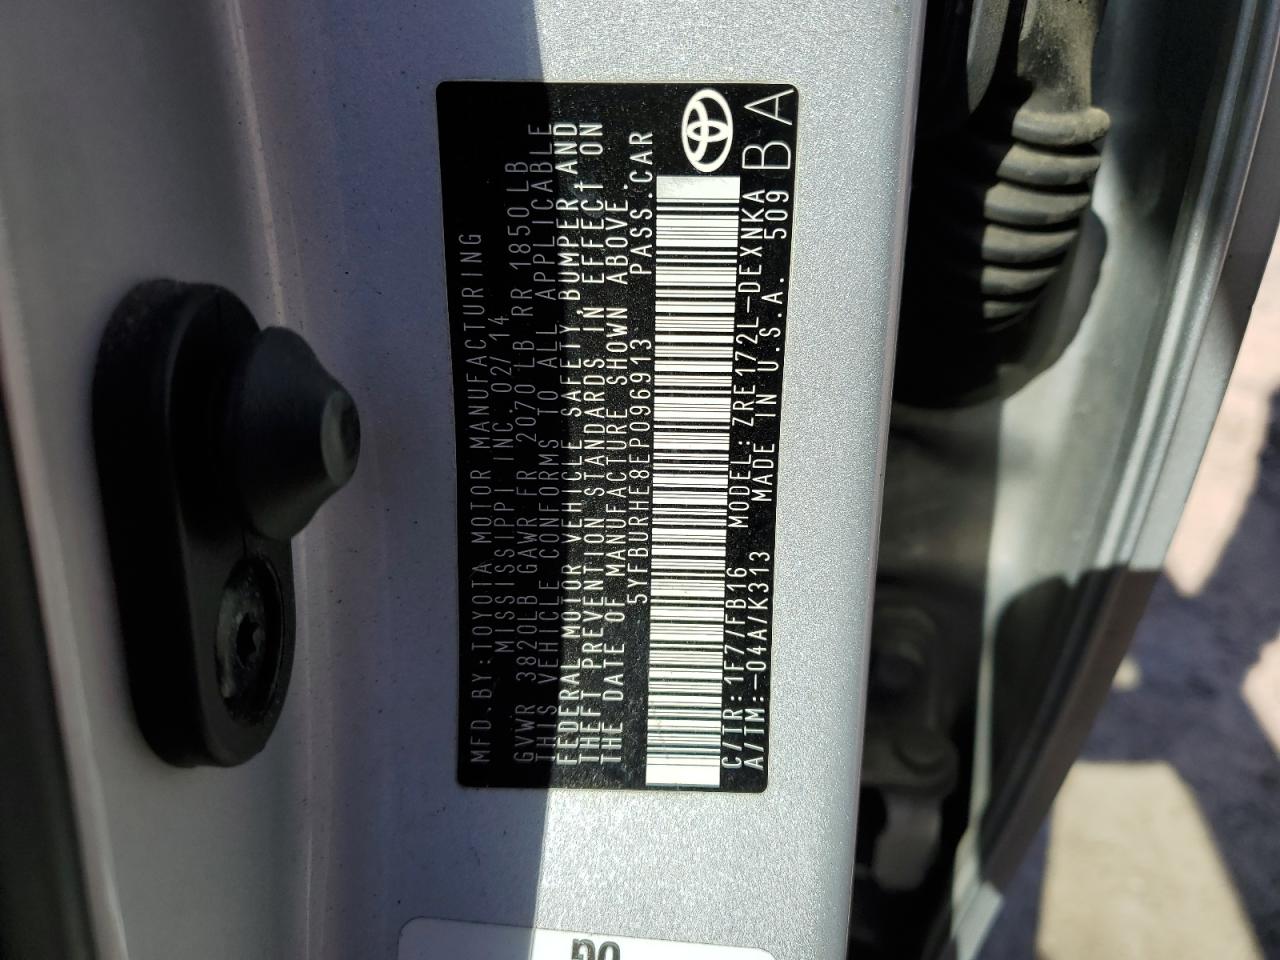 MFD.BY:TOYOTA MOTOR MANUFACTURING
MISSISSIPPI INC. 02/14
GVWR 3820LB GAWR FR 2070 LB RR 1850LB
THIS VEHICLE CONFORMS TO ALL APPLICABLE
FEDERAL MOTOR VEHICLE SAFETY, BUMPER, AND
THEFT PREVENTION STANDARDS IN EFFECT ON
THE DATE OF MANUFACTURE SHOWN ABOVE.
5YFBURHE8EP096913 PASS.CAR
C/TR:1F7/FB16 MODEL:ZRE172L-DEXNKA BA
A/TM:-04A/K313 MADE IN U.S.A. 509